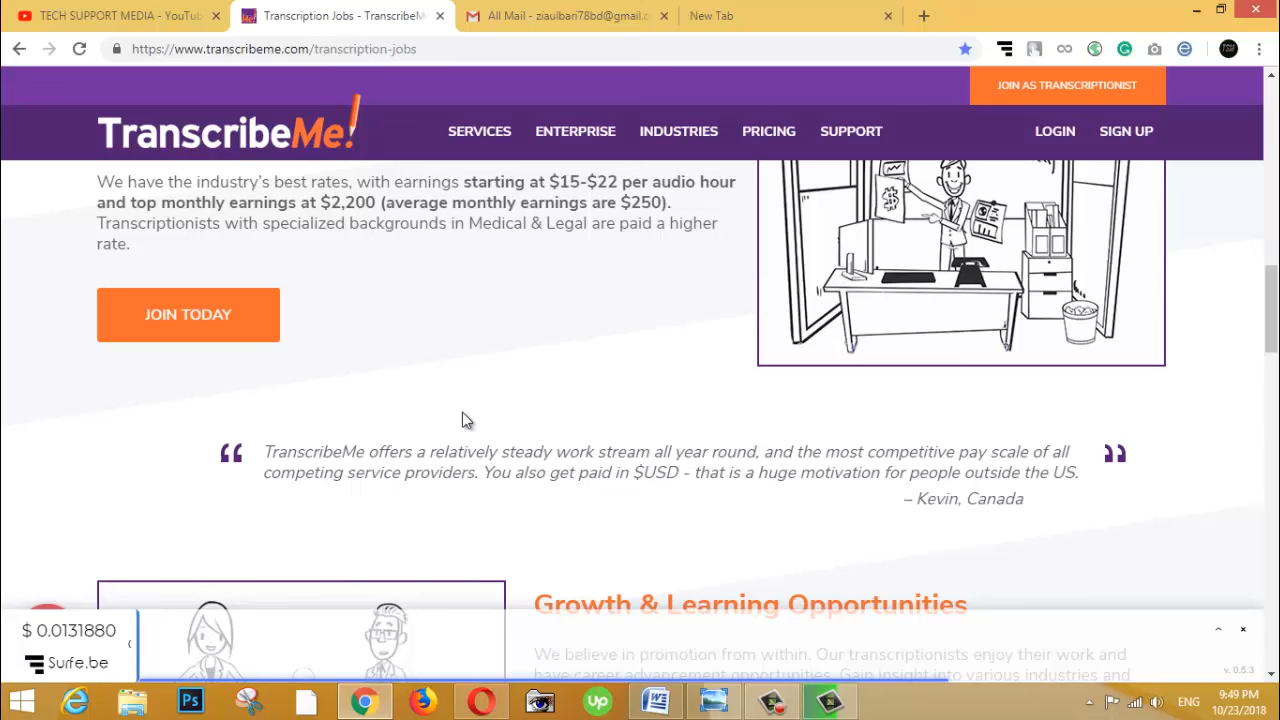 TECH SUPPORT MEDIA - YouTu
Transcription Jobs - TranscribeM
All Mail - ziaulbari78bd@gmail.c
New Tab
https://www.transcribeme.com/transcription-jobs
JOIN AS TRANSCRIPTIONIST
TranscribeMe!
SERVICES
ENTERPRISE
INDUSTRIES
PRICING
SUPPORT
LOGIN
SIGN UP
We have the industry's best rates, with earnings starting at $15-$22 per audio hour
and top monthly earnings at $2,200 (average monthly earnings are $250).
Transcriptionists with specialized backgrounds in Medical & Legal are paid a higher
rate.
JOIN TODAY
“ TranscribeMe offers a relatively steady work stream all year round, and the most competitive pay scale of all ”
competing service providers. You also get paid in $USD - that is a huge motivation for people outside the US.
– Kevin, Canada
Growth & Learning Opportunities
We believe in promotion from within. Our transcriptionists enjoy their work and
have career advancement opportunities. Gain insight into various industries and
$ 0.0131880
Surfe.be
v. 0.5.3
ENG
9:49 PM
10/23/2018